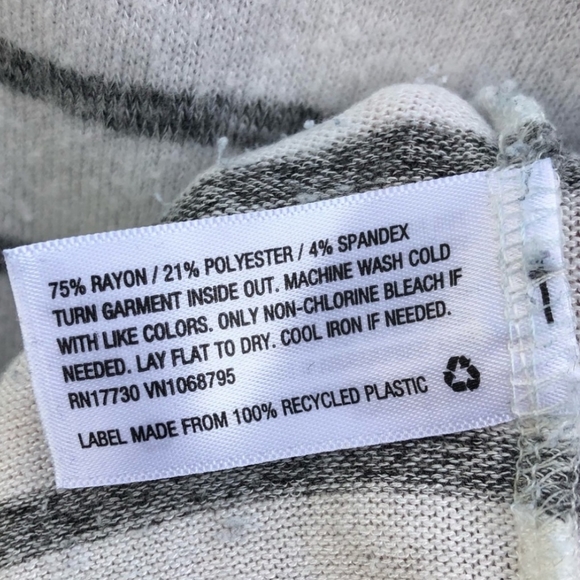 75% RAYON / 21% POLYESTER / 4% SPANDEX
TURN GARMENT INSIDE OUT. MACHINE WASH COLD
WITH LIKE COLORS. ONLY NON-CHLORINE BLEACH IF
NEEDED. LAY FLAT TO DRY. COOL IRON IF NEEDED.
RN17730 VN1068795
LABEL MADE FROM 100% RECYCLED PLASTIC